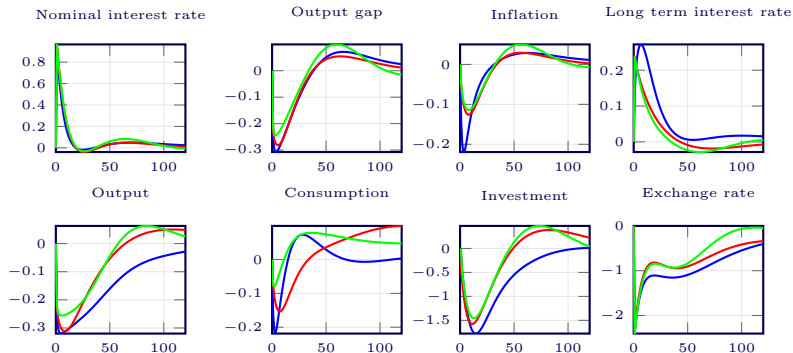 Nominal interest rate
Output gap
Inflation
Long term interest rate
0.8
0.6
0.4
0.2
0
0 50 100
0
−0.1
−0.2
−0.3
0 50 100
0
−0.1
−0.2
0 50 100
0.2
0.1
0
0 50 100
Output
Consumption
Investment
Exchange rate
0
−0.1
−0.2
−0.3
0 50 100
0
−0.1
−0.2
0 50 100
0
−0.5
−1
−1.5
0 50 100
0
−1
−2
0 50 100